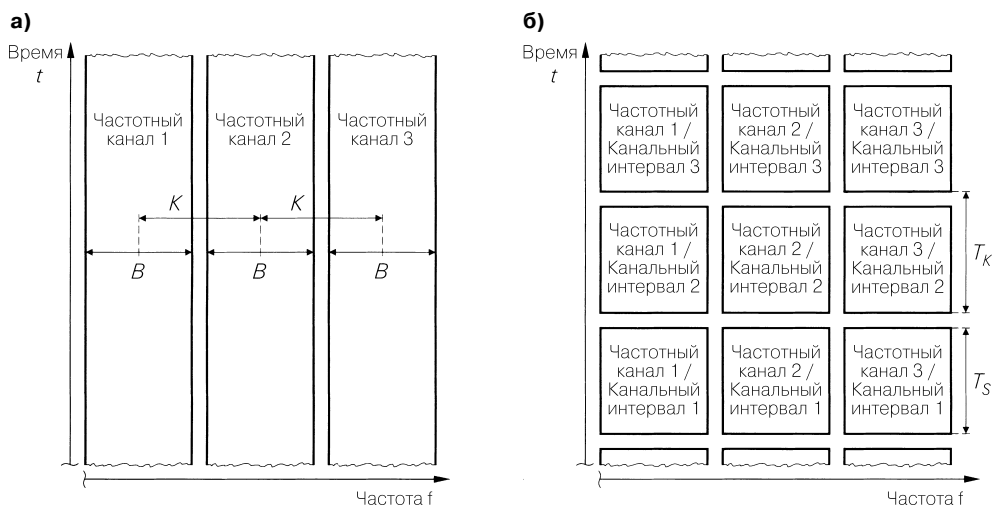 а)
Время
t
Частотный
канал 1
Частотный
канал 2
Частотный
канал 3
K
K
B
B
B
Частота f
б)
Время
t
Частотный
канал 1 /
Канальный
интервал 3
Частотный
канал 2 /
Канальный
интервал 3
Частотный
канал 3 /
Канальный
интервал 3
Частотный
канал 1 /
Канальный
интервал 2
Частотный
канал 2 /
Канальный
интервал 2
Частотный
канал 3 /
Канальный
интервал 2
T_K
Частотный
канал 1 /
Канальный
интервал 1
Частотный
канал 2 /
Канальный
интервал 1
Частотный
канал 3 /
Канальный
интервал 1
T_S
Частота f